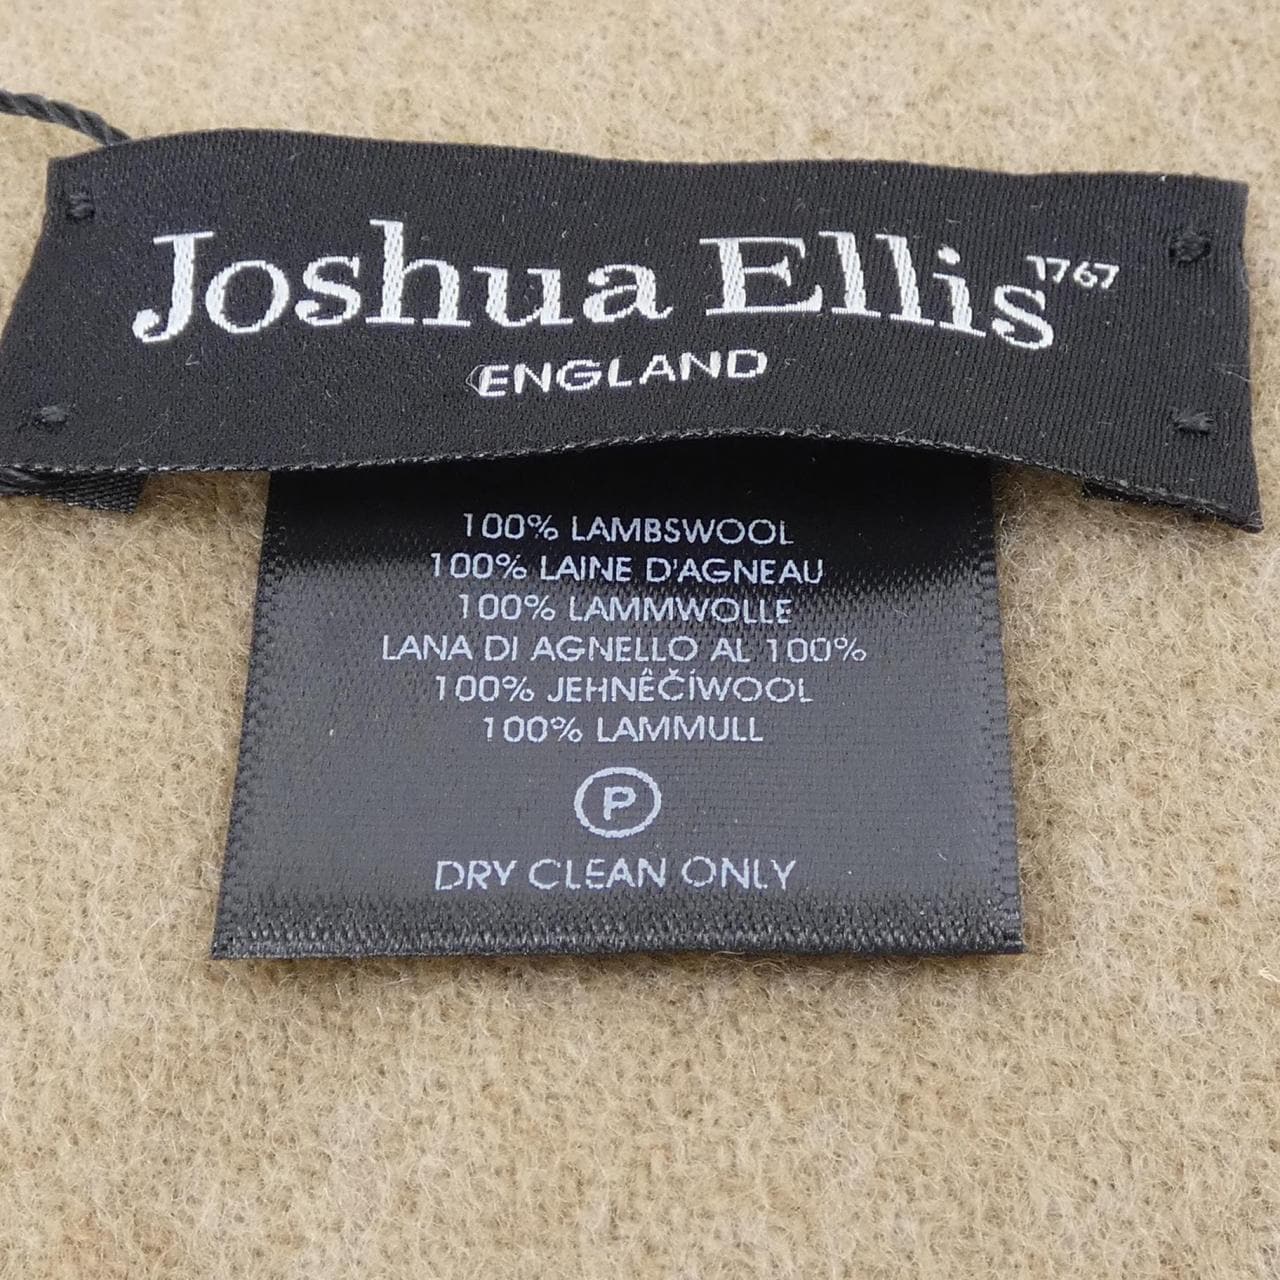 Joshua Ellis 1767
ENGLAND
100% LAMBSWOOL
100% LAINE D'AGNEAU
100% LAMMWOLLE
LANA DI AGNELLO AL 100%
100% JEHNÊČÍWOOL
100% LAMMULL
P
DRY CLEAN ONLY